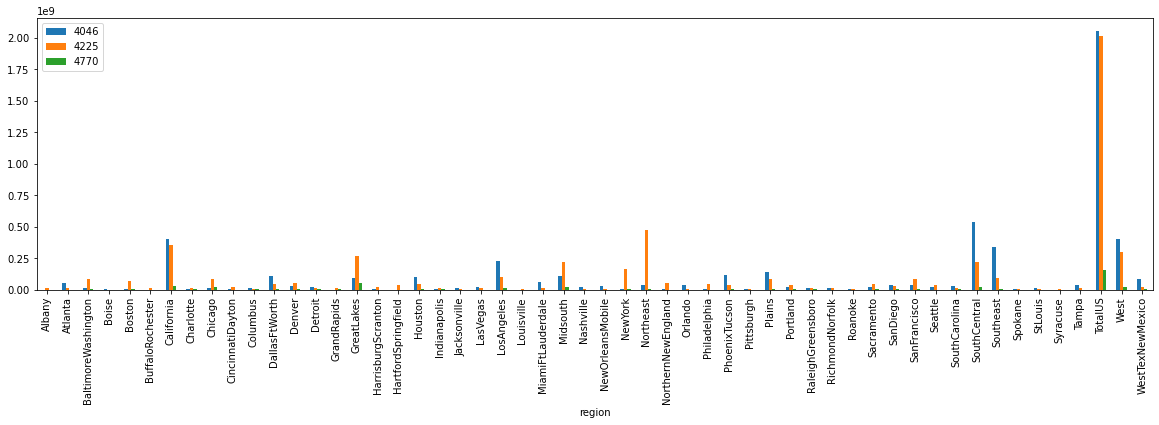 1e9
4046
4225
4770
2.00
1.75
1.50
1.25
1.00
0.75
0.50
0.25
0.00
Albany
Atlanta
BaltimoreWashington
Boise
Boston
BuffaloRochester
California
Charlotte
Chicago
CincinnatiDayton
Columbus
DallasFtWorth
Denver
Detroit
GrandRapids
GreatLakes
HarrisburgScranton
HartfordSpringfield
Houston
Indianapolis
Jacksonville
LasVegas
LosAngeles
Louisville
MiamiFtLauderdale
Midsouth
Nashville
NewOrleansMobile
NewYork
Northeast
NorthernNewEngland
Orlando
Philadelphia
PhoenixTucson
Pittsburgh
Plains
Portland
RaleighGreensboro
RichmondNorfolk
Roanoke
Sacramento
SanDiego
SanFrancisco
Seattle
SouthCarolina
SouthCentral
Southeast
Spokane
StLouis
Syracuse
Tampa
TotalUS
West
WestTexNewMexico
region